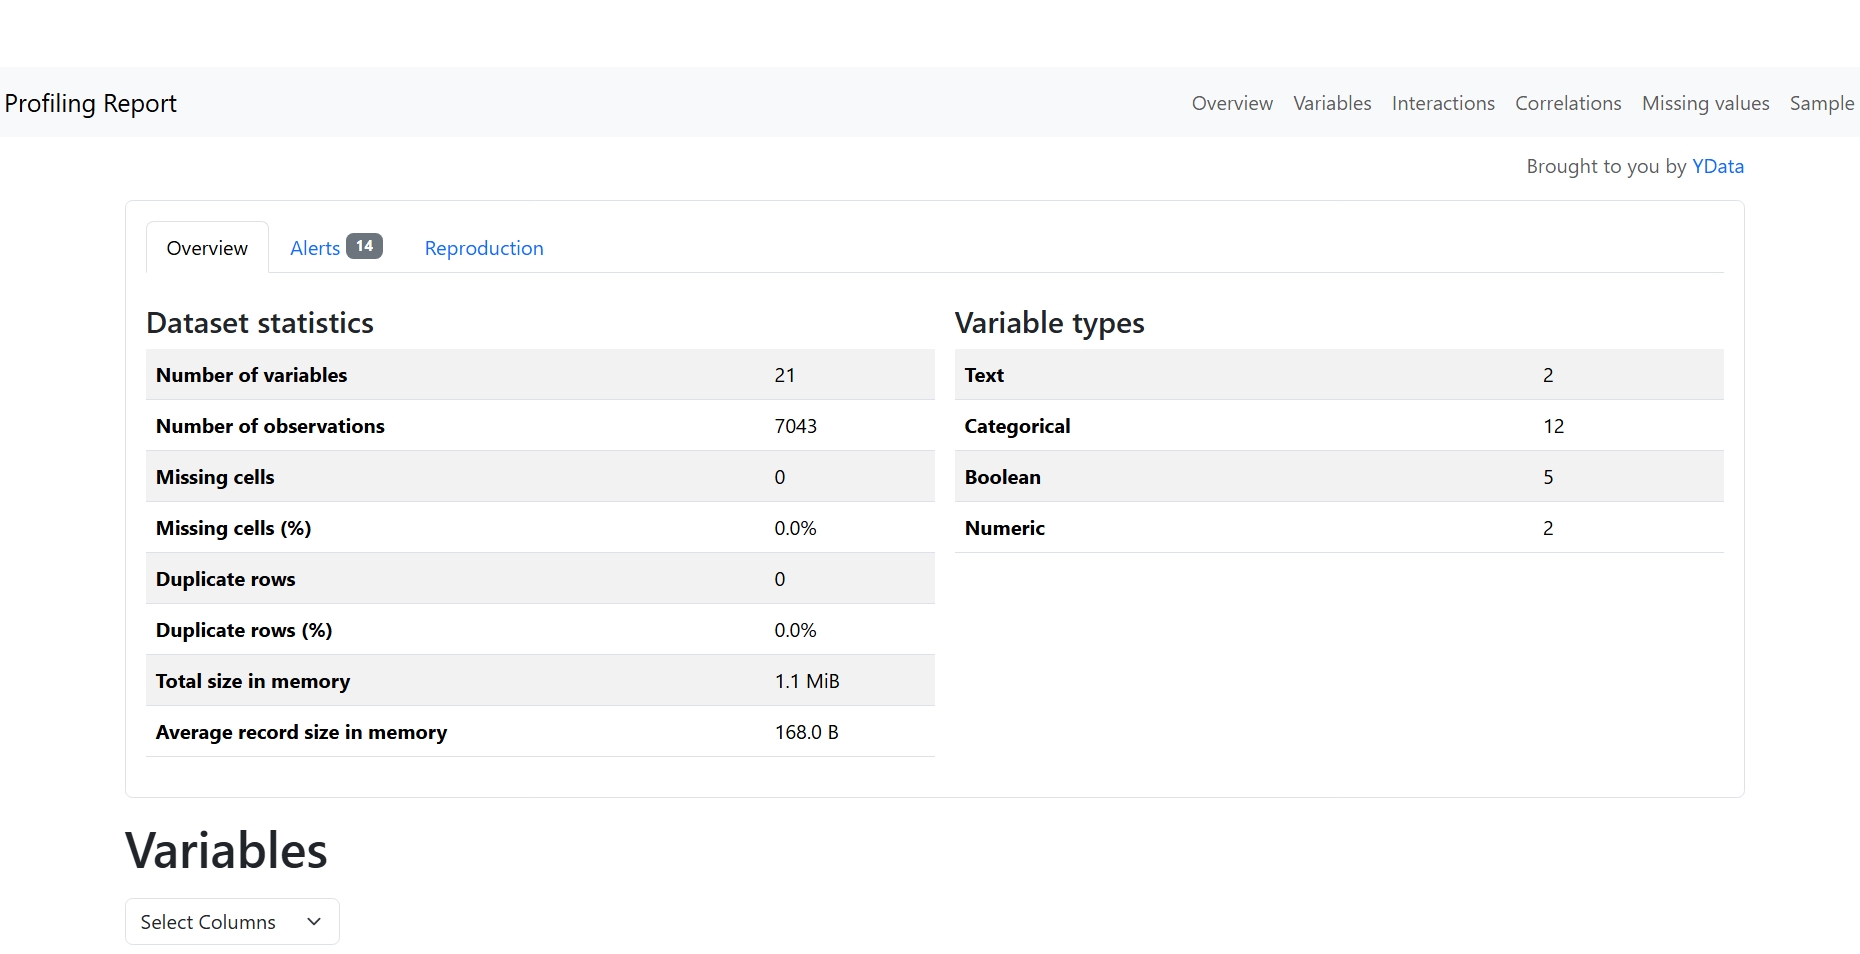 Profiling Report Overview Variables Interactions Correlations Missing values Sample
Brought to you by YData
Overview Alerts 14 Reproduction
Dataset statistics
Number of variables 21
Number of observations 7043
Missing cells 0
Missing cells (%) 0.0%
Duplicate rows 0
Duplicate rows (%) 0.0%
Total size in memory 1.1 MiB
Average record size in memory 168.0 B
Variable types
Text 2
Categorical 12
Boolean 5
Numeric 2
Variables
Select Columns